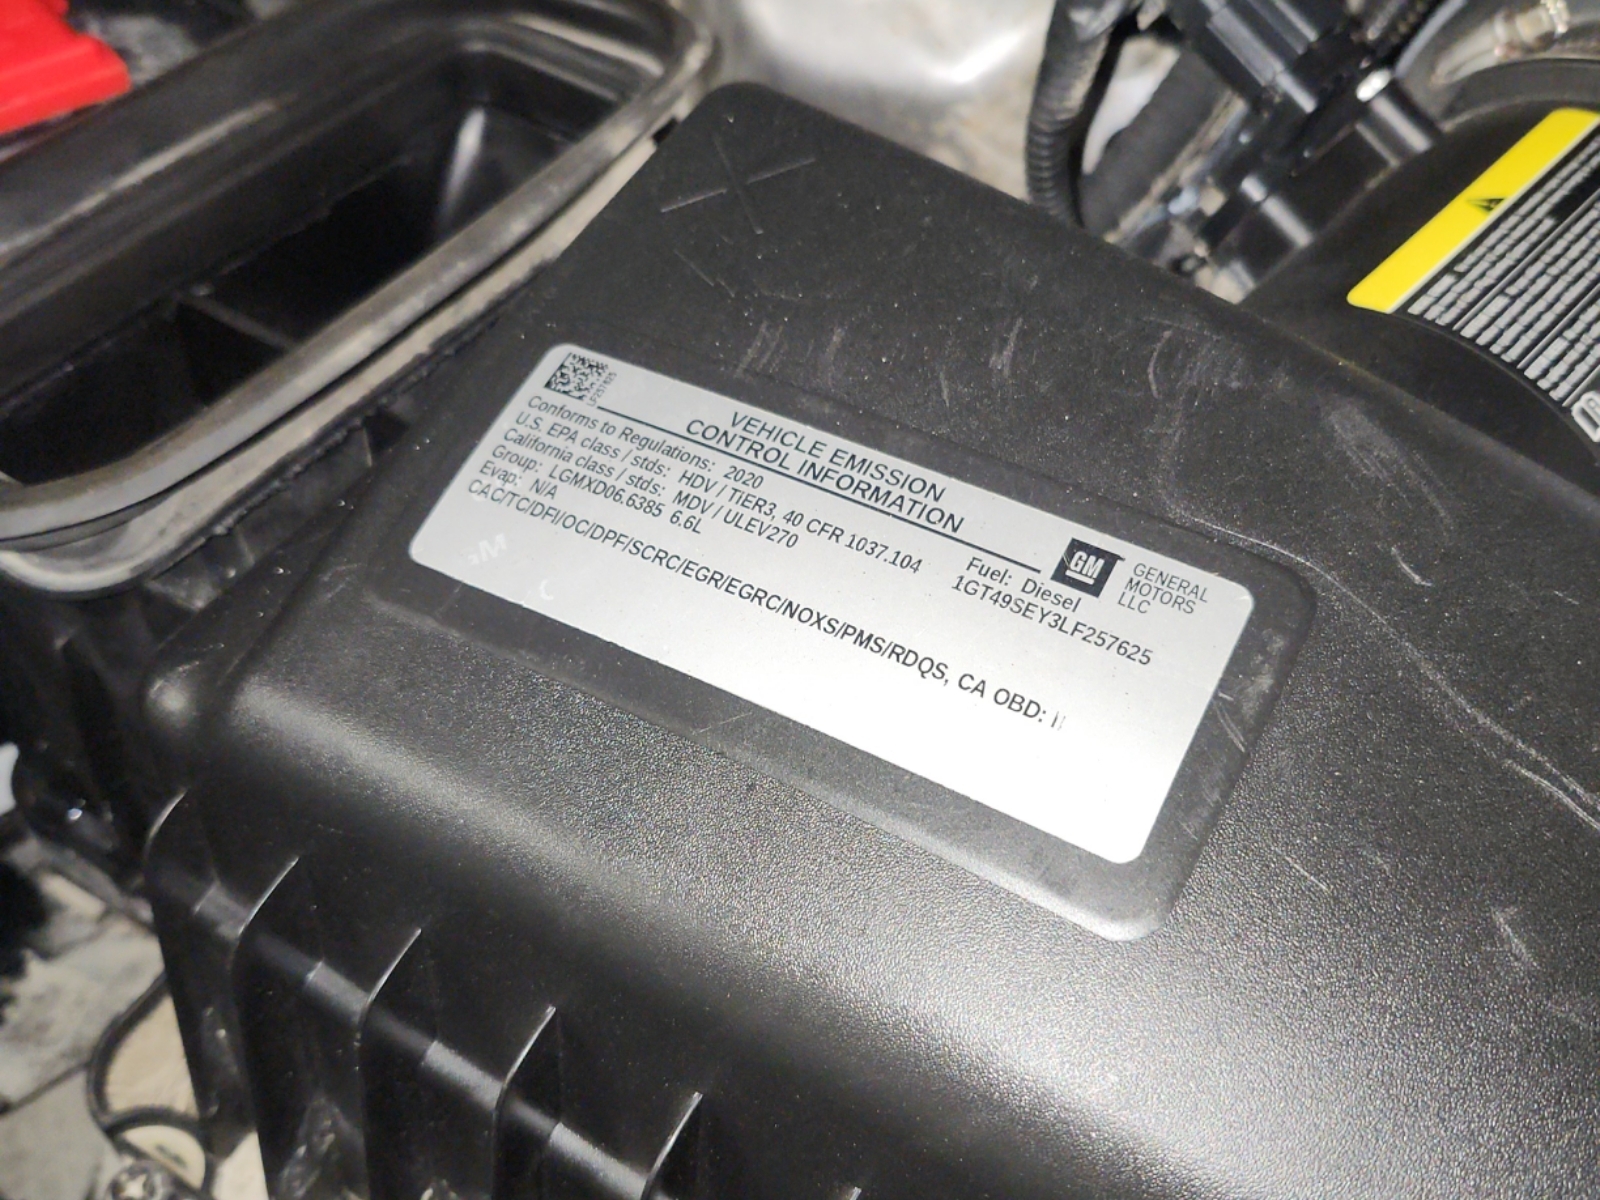 LF257625
VEHICLE EMISSION
CONTROL INFORMATION
GM
GENERAL
MOTORS
LLC
Conforms to Regulations: 2020
Fuel: Diesel
U.S. EPA class / stds: HDV / TIER3, 40 CFR 1037.104
1GT49SEY3LF257625
California class / stds: MDV / ULEV270
Group: LGMXD06.6385 6.6L
Evap: N/A
CAC/TC/DFI/OC/DPF/SCRC/EGR/EGRC/NOXS/PMS/RDQS, CA OBD: II
GM